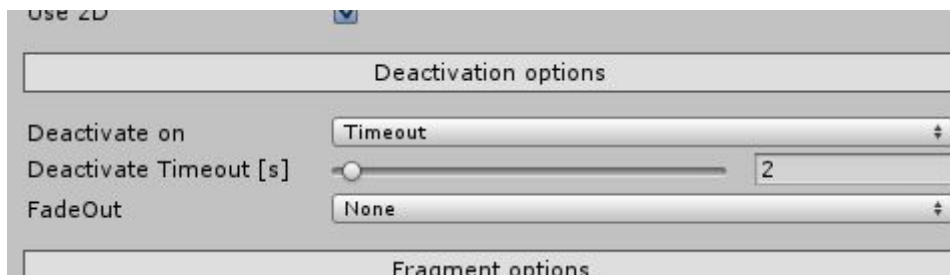 Use 2D
Deactivation options
Deactivate on Timeout
Deactivate Timeout [s] 2
FadeOut None
Fragment options